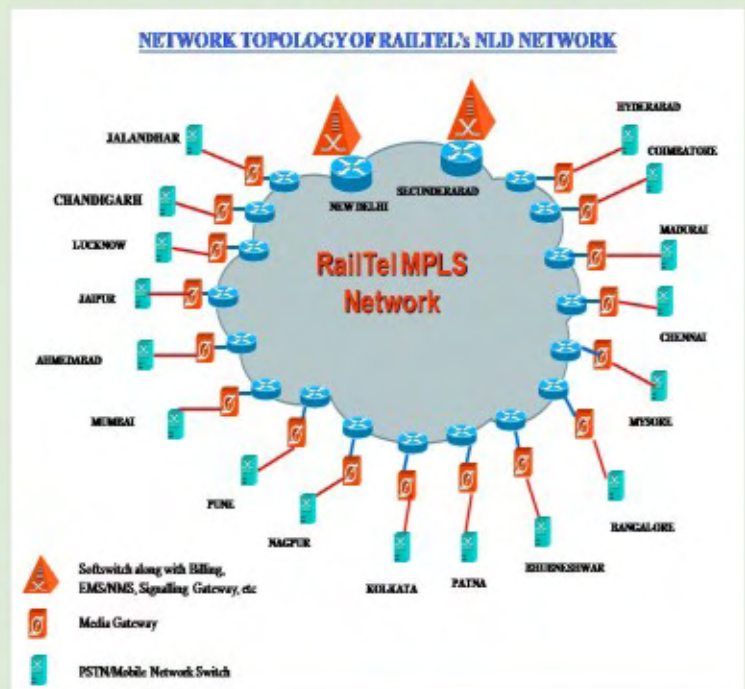 NETWORK TOPOLOGY OF RAILTEL's NLD NETWORK
HYDERABAD
JALANDHAR
COIMBATORE
SECUNDERABAD
NEW DELHI
CHANDIGARH
MADURAI
LUCKNOW
RailTel MPLS
Network
JAIPUR
CHENNAI
AHMEDABAD
MUMBAI
MYSORE
PUNE
BANGALORE
NAGPUR
KOLKATA
PATNA
BHUBNESHWAR
Softswitch along with Billing,
EMS/NMS, Signalling Gateway, etc
Media Gateway
PSTN/Mobile Network Switch